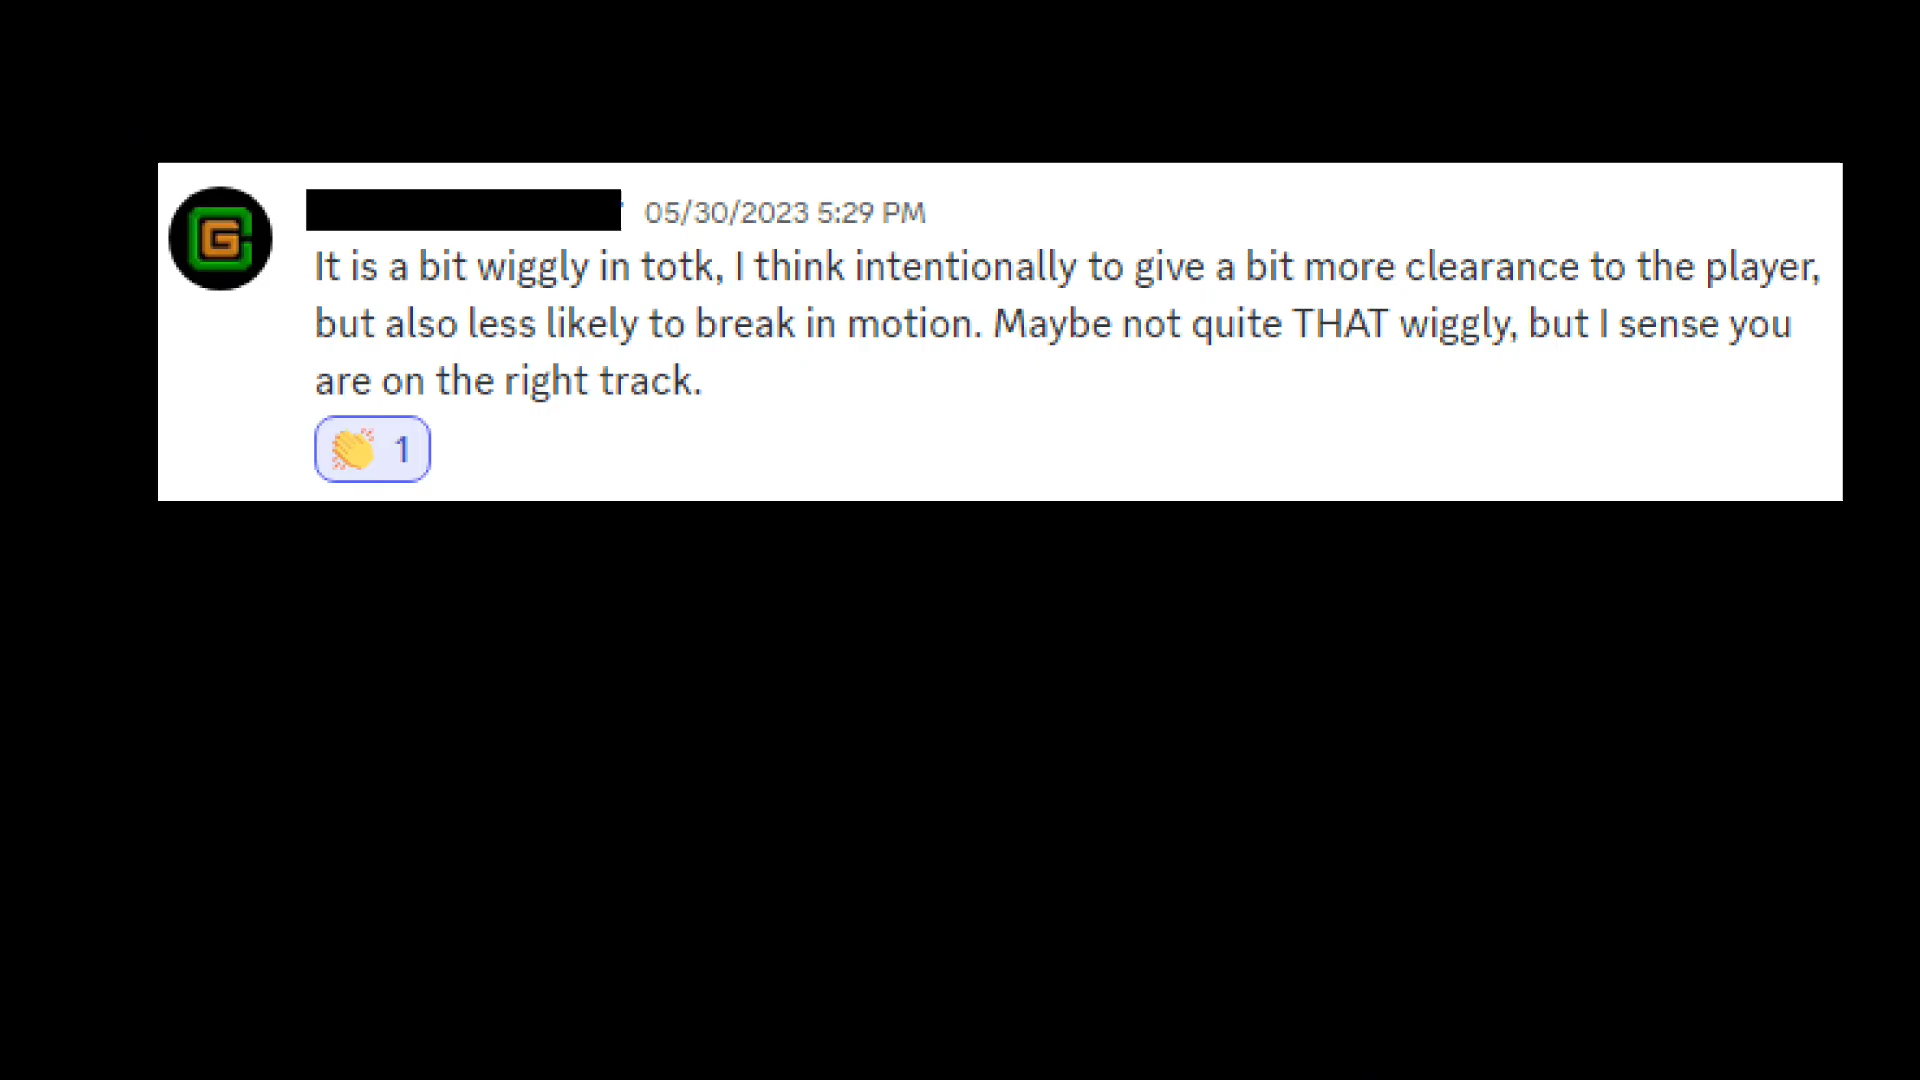 05/30/2023 5:29 PM
It is a bit wiggly in totk, I think intentionally to give a bit more clearance to the player,
but also less likely to break in motion. Maybe not quite THAT wiggly, but I sense you
are on the right track.
1